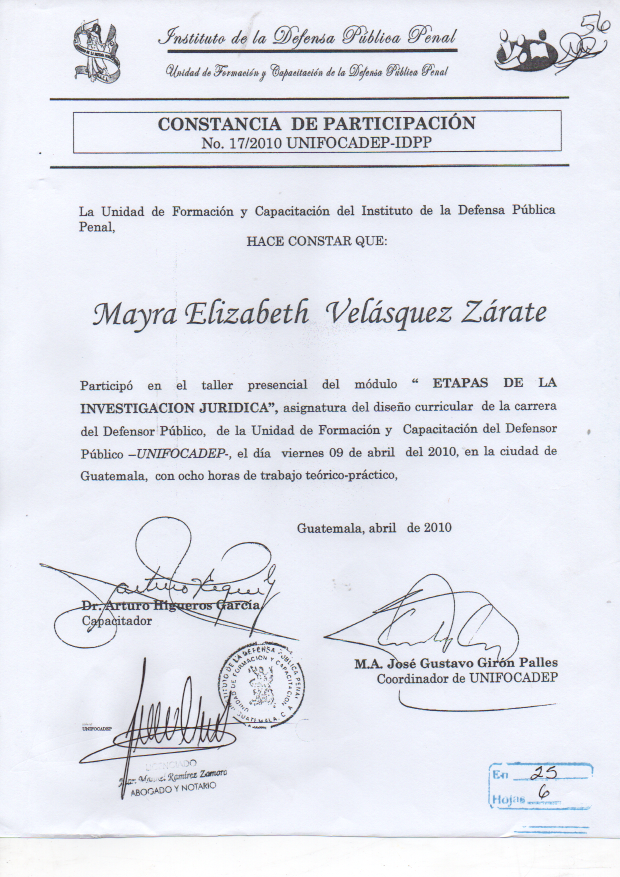 56
Instituto de la Defensa Pública Penal
Unidad de Formación y Capacitación de la Defensa Pública Penal
CONSTANCIA DE PARTICIPACIÓN
No. 17/2010 UNIFOCADEP-IDPP
La Unidad de Formación y Capacitación del Instituto de la Defensa Pública
Penal,
HACE CONSTAR QUE:
Mayra Elizabeth Velásquez Zárate
Participó en el taller presencial del módulo “ ETAPAS DE LA
INVESTIGACION JURIDICA”, asignatura del diseño curricular de la carrera
del Defensor Público, de la Unidad de Formación y Capacitación del Defensor
Público –UNIFOCADEP-, el día viernes 09 de abril del 2010, en la ciudad de
Guatemala, con ocho horas de trabajo teórico-práctico,
Guatemala, abril de 2010
Dr. Arturo Higueros García
Capacitador
M.A. José Gustavo Girón Palles
Coordinador de UNIFOCADEP
INSTITUTO DE LA DEFENSA PUBLICA PENAL
UNIDAD DE FORMACION Y CAPACITACION
GUATEMALA, C.
UNIFOCADEP
LICENCIADO
Ramírez Zamora
ABOGADO Y NOTARIO
En 25
Hojas 6